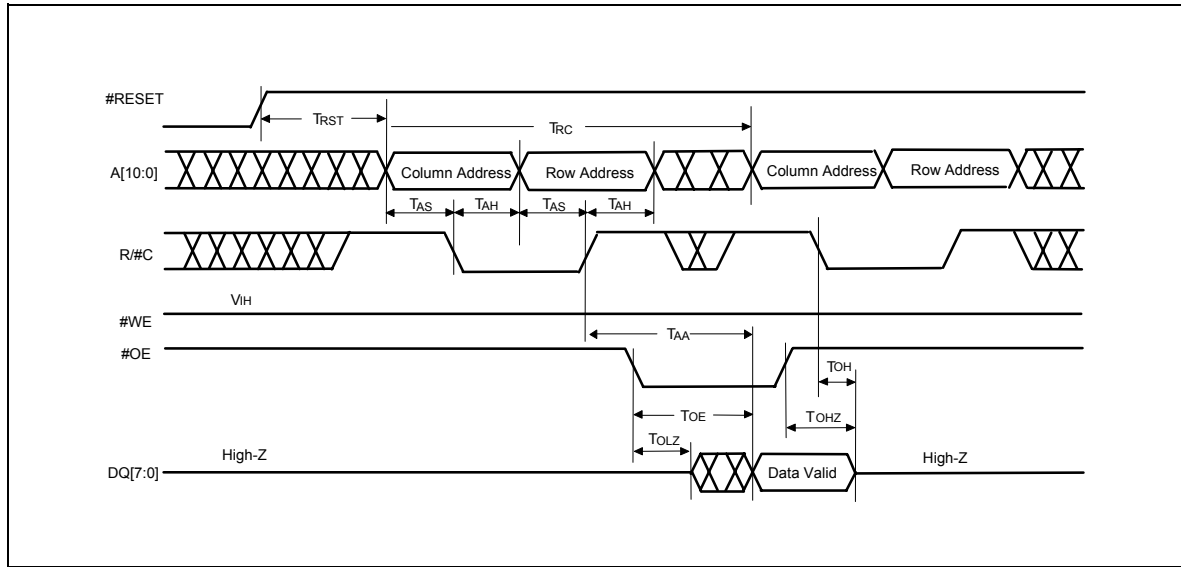 #RESET
TRST
TRC
A[10:0]
Column Address
Row Address
Column Address
Row Address
TAS
TAH
TAS
TAH
R/#C
VIH
#WE
TAA
#OE
TOH
TOE
TOHZ
TOLZ
High-Z
High-Z
DQ[7:0]
Data Valid